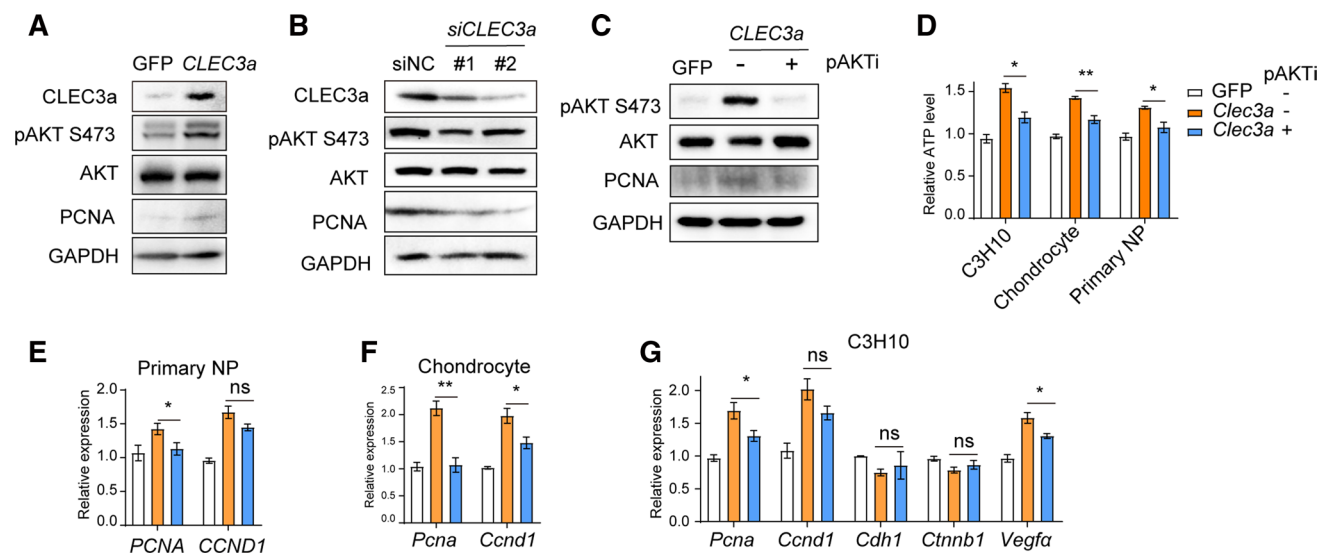 A
GFP CLEC3a
CLEC3a
pAKT S473
AKT
PCNA
GAPDH
B
siCLEC3a
siNC #1 #2
CLEC3a
pAKT S473
AKT
PCNA
GAPDH
C
CLEC3a
GFP - + pAKTi
pAKT S473
AKT
PCNA
GAPDH
D
pAKTi
GFP -
Clec3a -
Clec3a +
* ** *
Relative ATP level
1.5
1.0
0.5
0.0
C3H10
Chondrocyte
Primary NP
E
Primary NP
* ns
Relative expression
2.0
1.5
1.0
0.5
0.0
PCNA CCND1
F
Chondrocyte
** *
Relative expression
2.5
2.0
1.5
1.0
0.5
0.0
Pcna Ccnd1
G
C3H10
* ns ns ns *
Relative expression
2.0
1.5
1.0
0.5
0.0
Pcna Ccnd1 Cdh1 Ctnnb1 Vegfα